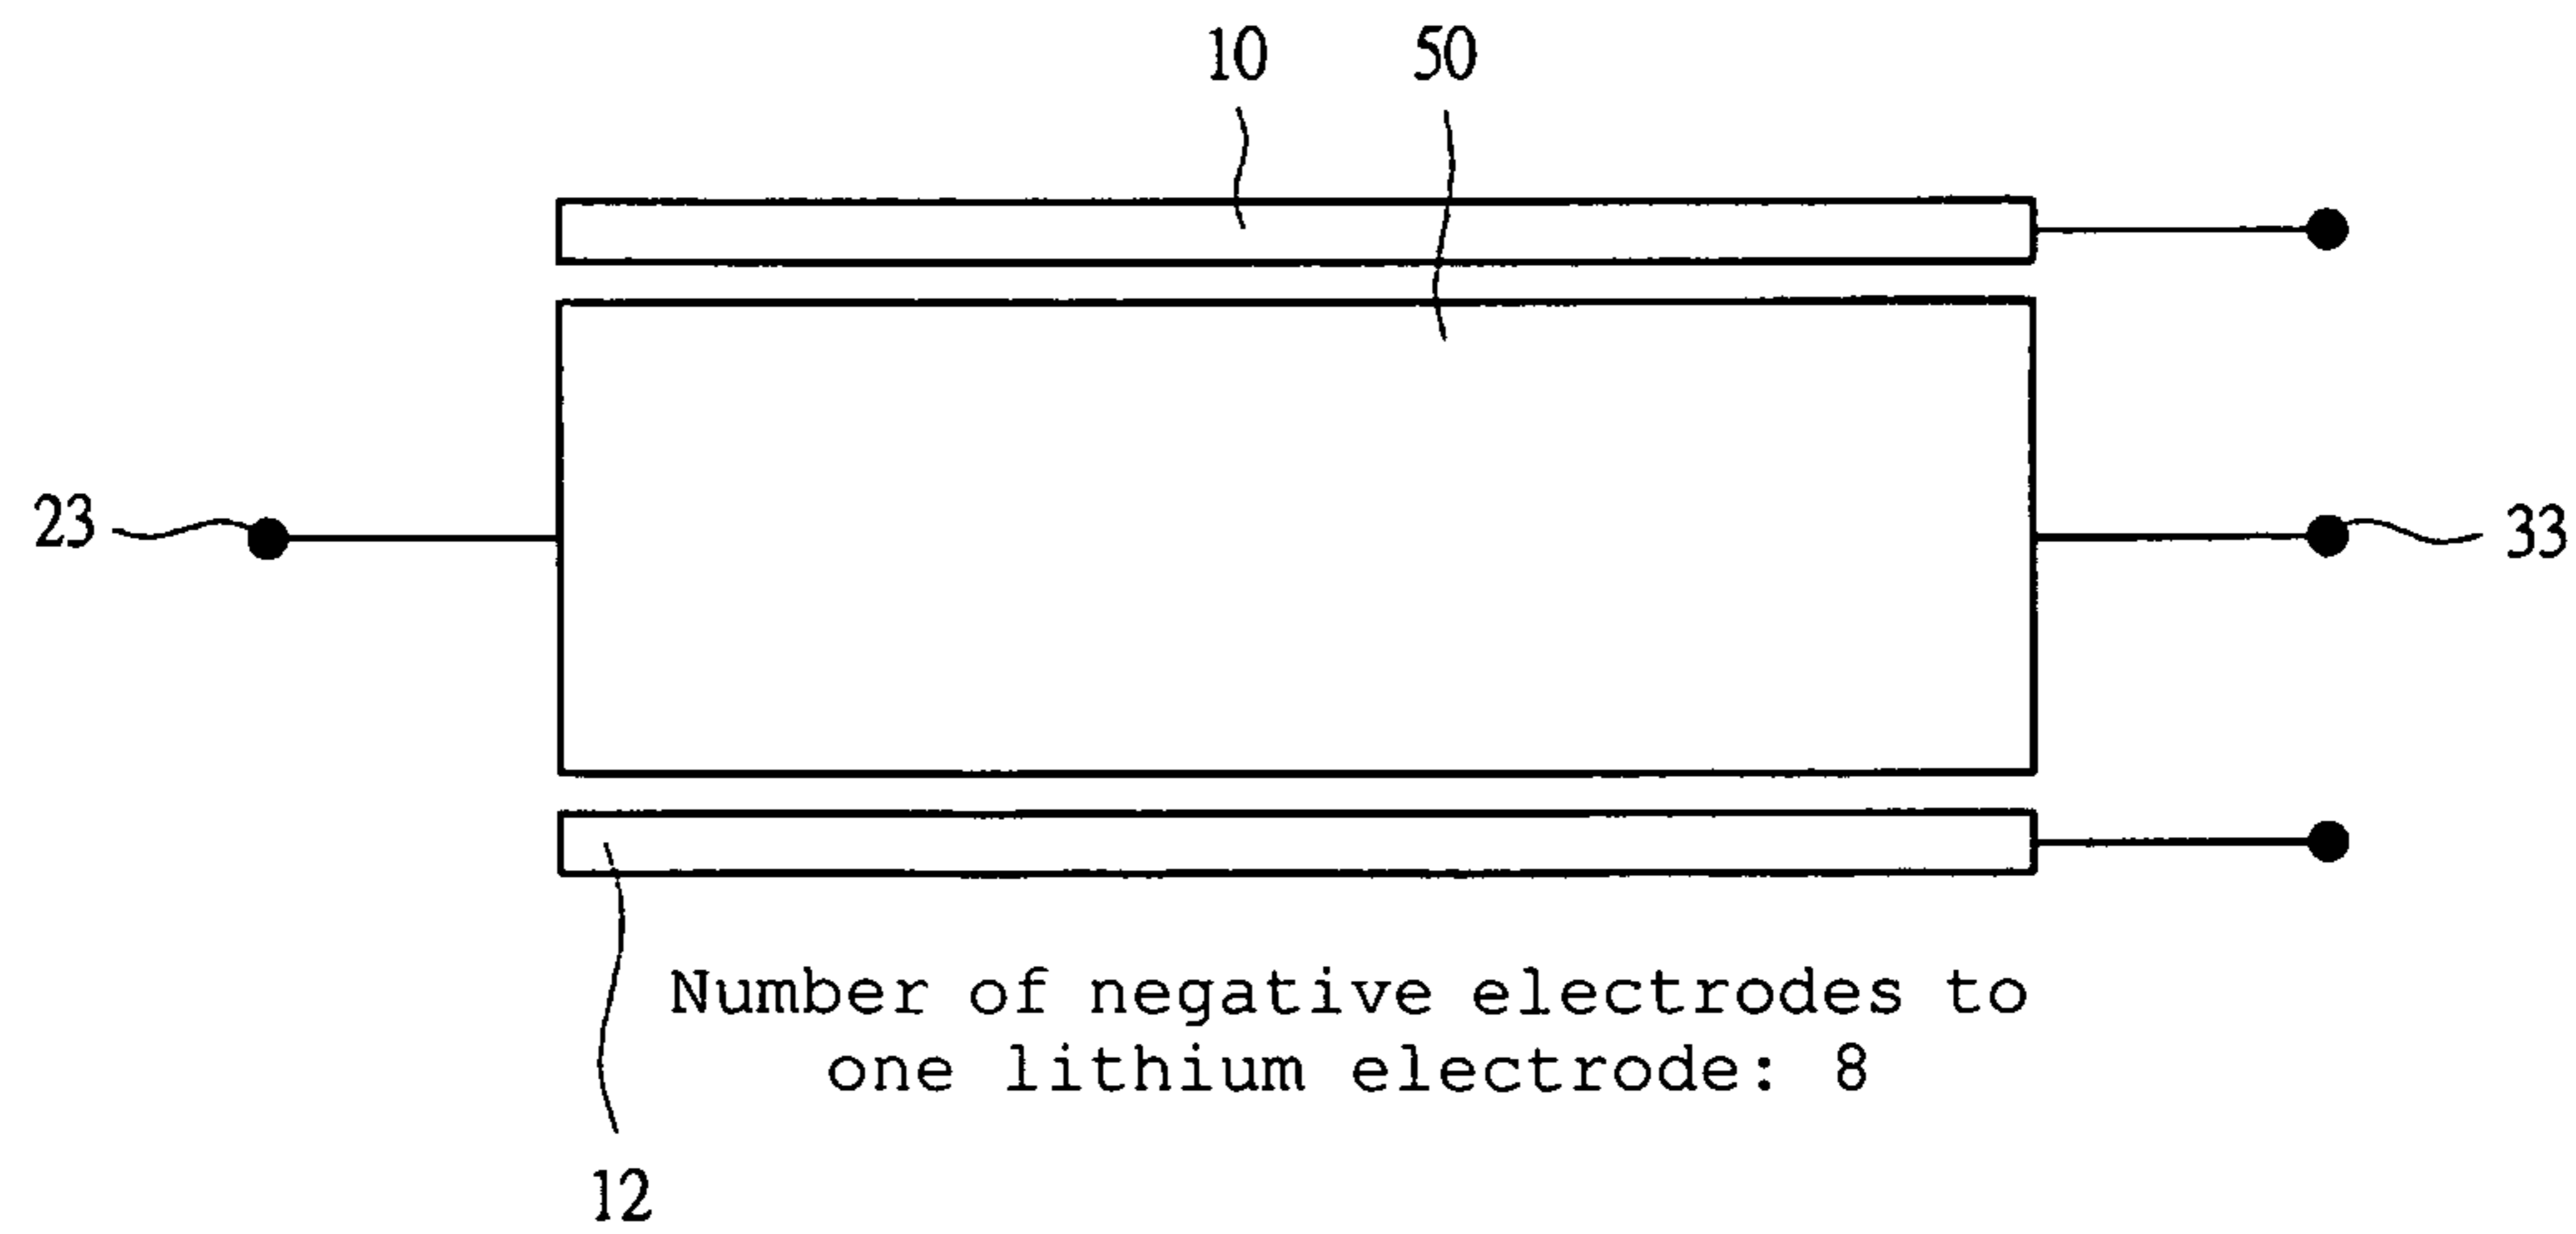 10
50
23
33
Number of negative electrodes to
one lithium electrode: 8
12